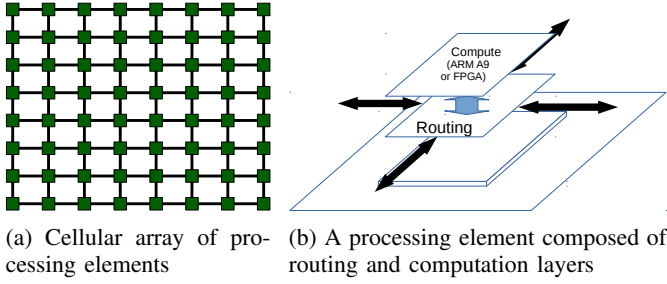 Compute
(ARM A9
or FPGA)
Routing
(a) Cellular array of pro-
cessing elements
(b) A processing element composed of
routing and computation layers